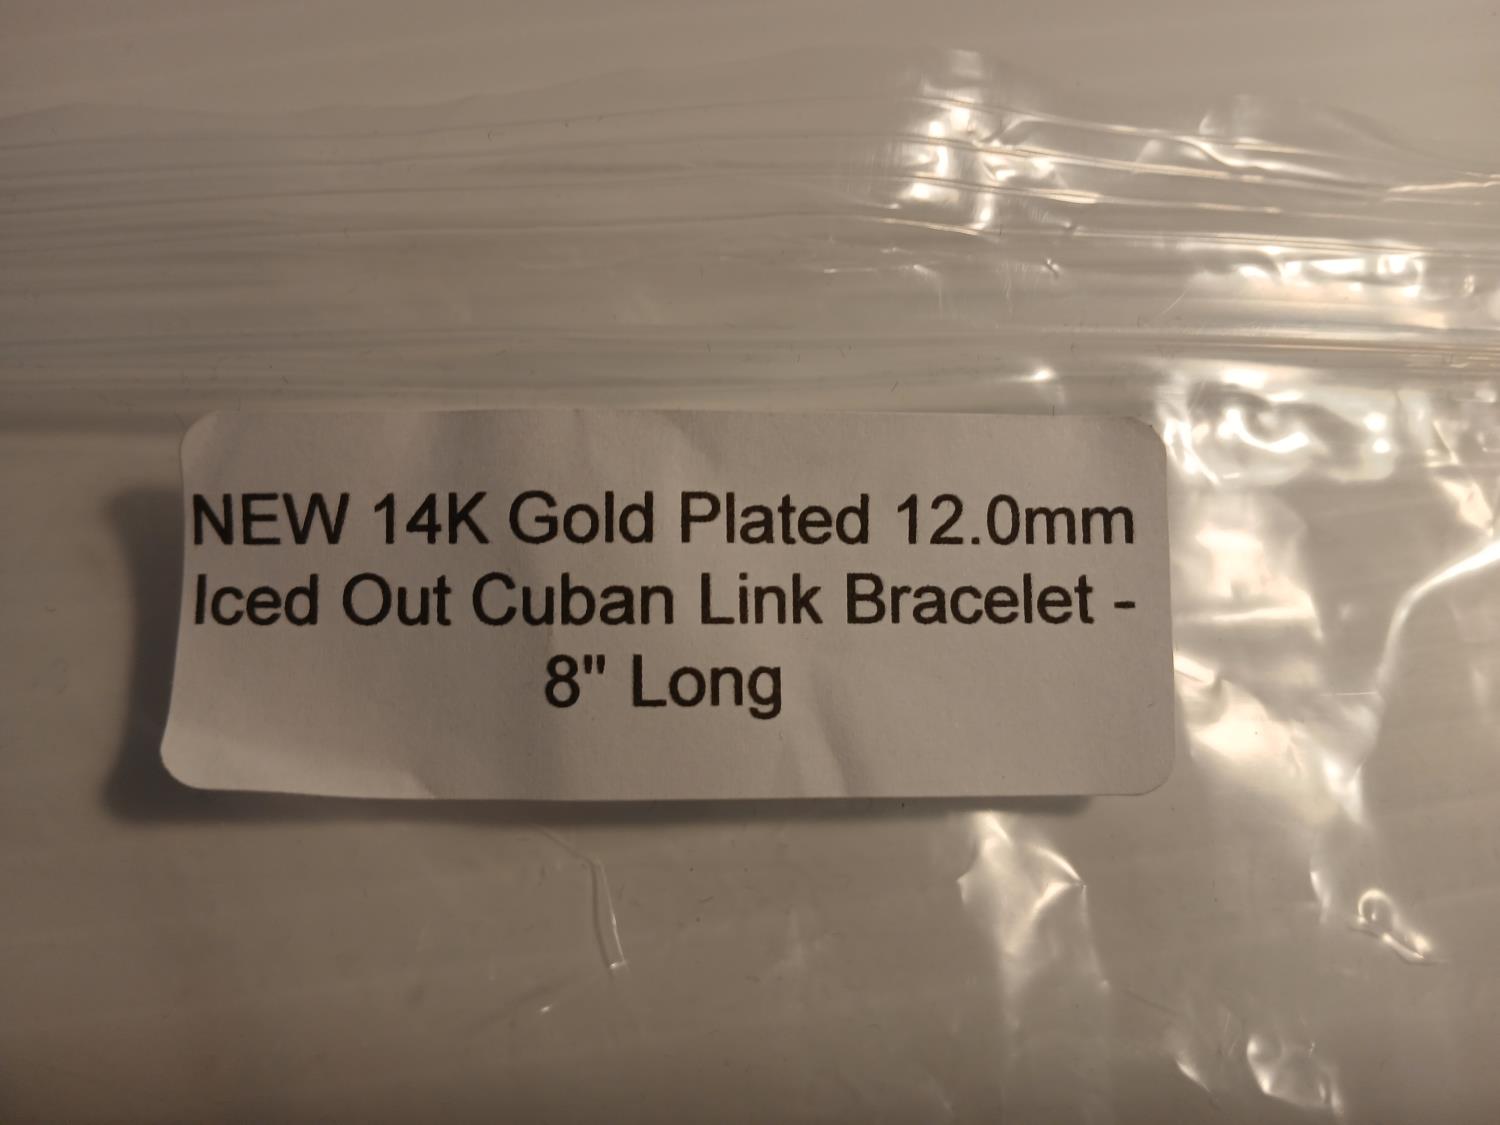 NEW 14K Gold Plated 12.0mm
Iced Out Cuban Link Bracelet -
8" Long